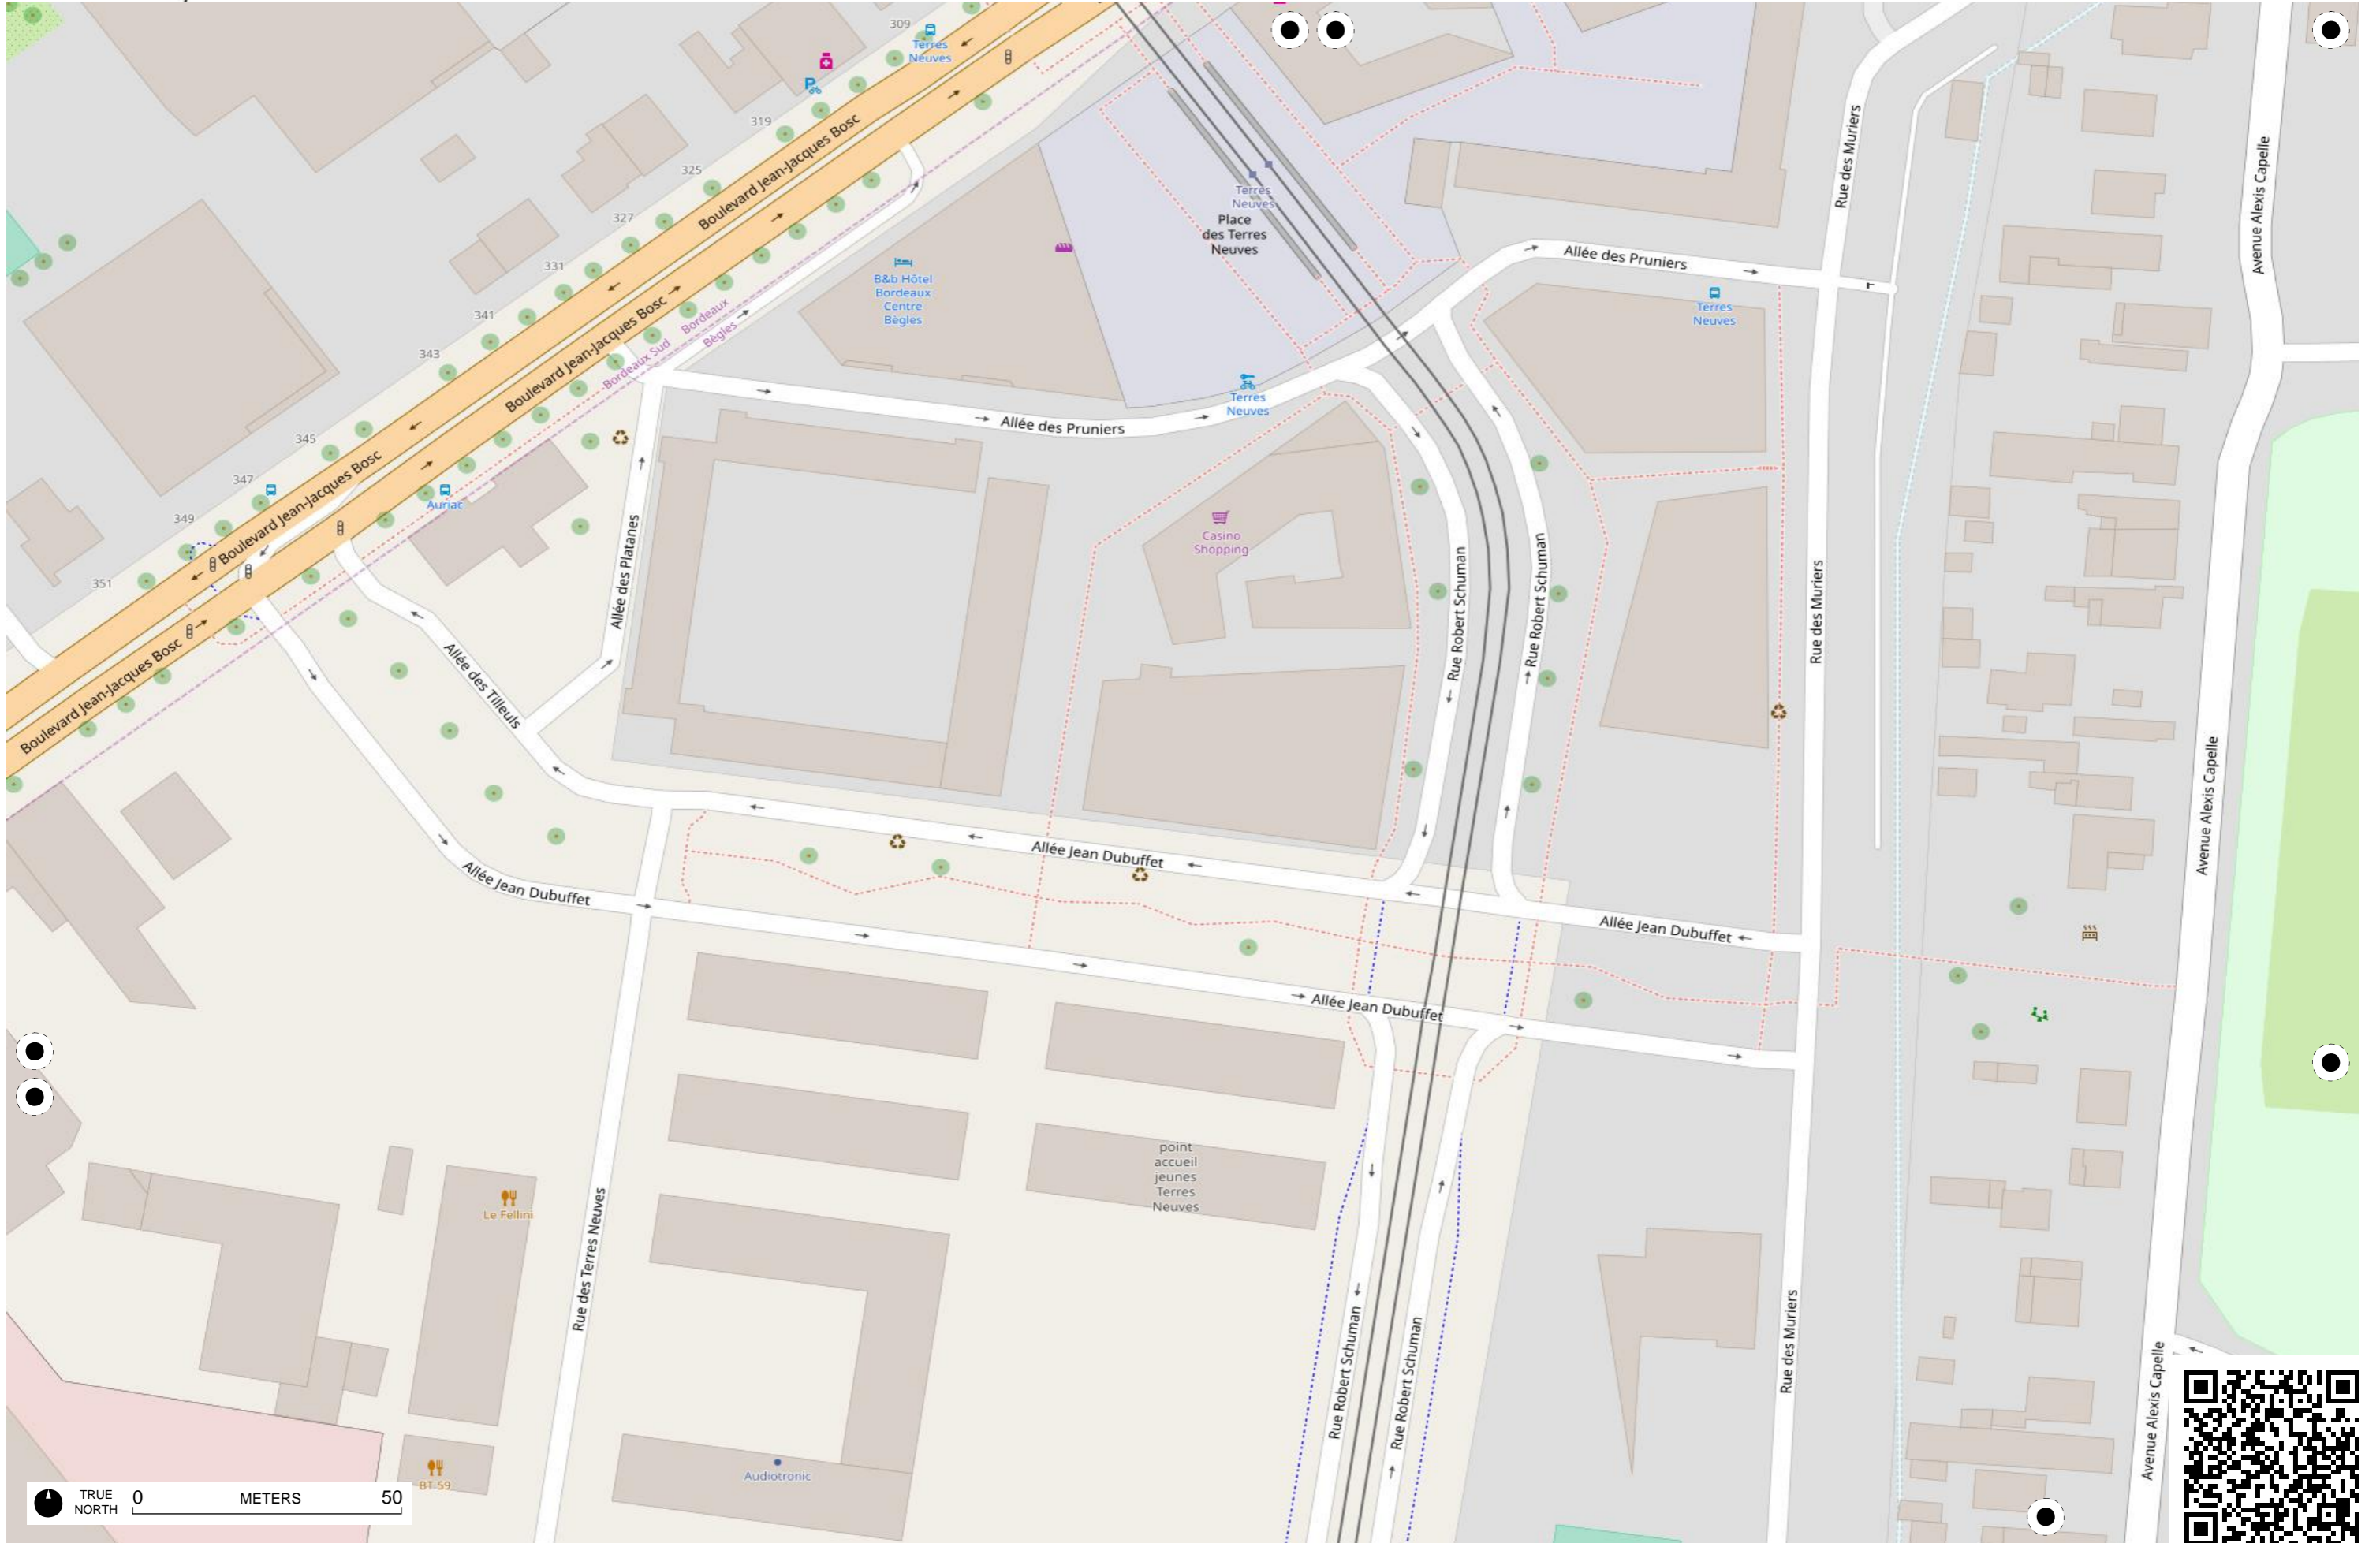 309
Terres
Neuves
319
Boulevard Jean-Jacques Bosc
325
327
331
341
343
345
347
349
351
Boulevard Jean-Jacques Bosc
Boulevard Jean-Jacques Bosc
Boulevard Jean-Jacques Bosc
Bordeaux
Bègles
Bordeaux Sud
Auriac
B&b Hôtel
Bordeaux
Centre
Bègles
Terres
Neuves
Place
des Terres
Neuves
Allée des Pruniers
Rue des Muriers
Avenue Alexis Capelle
Terres
Neuves
Allée des Pruniers
Terres
Neuves
Casino
Shopping
Allée des Platanes
Allée des Tilleuls
Rue Robert Schuman
Rue Robert Schuman
Rue des Muriers
Avenue Alexis Capelle
Allée Jean Dubuffet
Allée Jean Dubuffet
Allée Jean Dubuffet
Allée Jean Dubuffet
Boulevard Jean-Jacques Bosc
point
accueil
jeunes
Terres
Neuves
Le Fellini
Rue des Terres Neuves
Rue Robert Schuman
Rue Robert Schuman
Rue des Muriers
Avenue Alexis Capelle
Audiotronic
BT 59
TRUE
NORTH
0 METERS 50